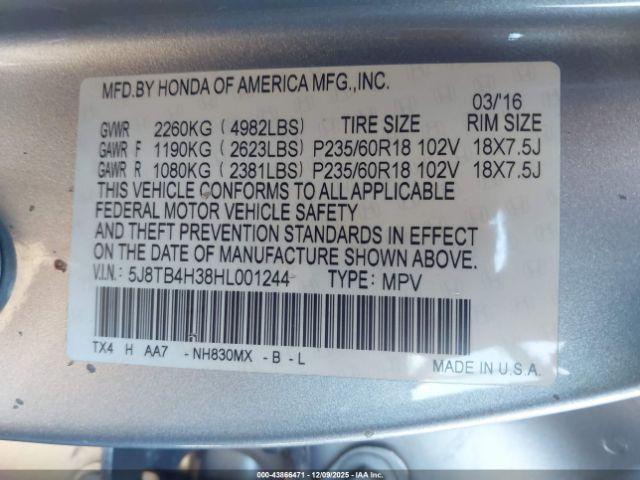 MFD.BY HONDA OF AMERICA MFG.,INC.
03/'16
GVWR 2260KG (4982LBS) TIRE SIZE RIM SIZE
GAWR F 1190KG (2623LBS) P235/60R18 102V 18X7.5J
GAWR R 1080KG (2381LBS) P235/60R18 102V 18X7.5J
THIS VEHICLE CONFORMS TO ALL APPLICABLE
FEDERAL MOTOR VEHICLE SAFETY
AND THEFT PREVENTION STANDARDS IN EFFECT
ON THE DATE OF MANUFACTURE SHOWN ABOVE.
V.I.N.: 5J8TB4H38HL001244 TYPE: MPV
TX4 H AA7 -NH830MX -B -L
MADE IN U.S.A.
000-43866471 | 12/09/2025 | IAAI.COM